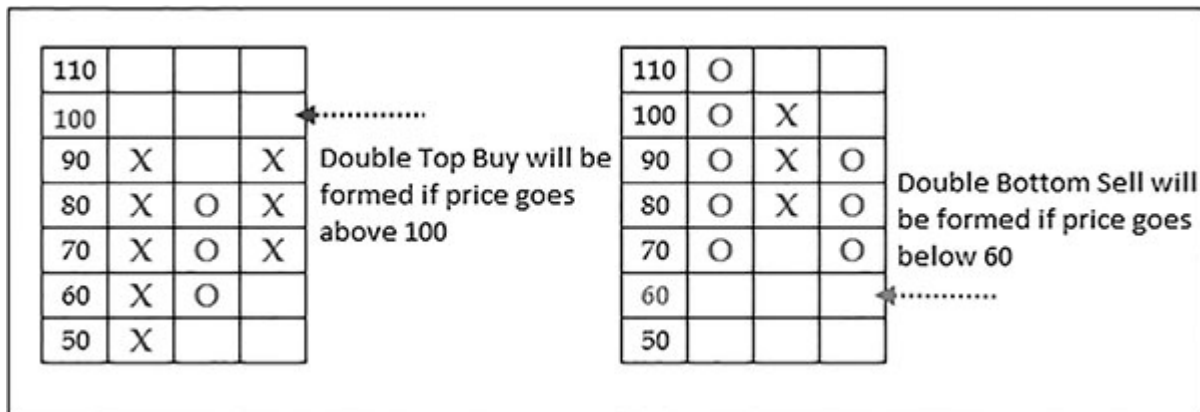 110
100
90 X X
80 X O X
70 X O X
60 X O
50 X
Double Top Buy will be
formed if price goes
above 100
110 O
100 O X
90 O X O
80 O X O
70 O O
60
50
Double Bottom Sell will
be formed if price goes
below 60